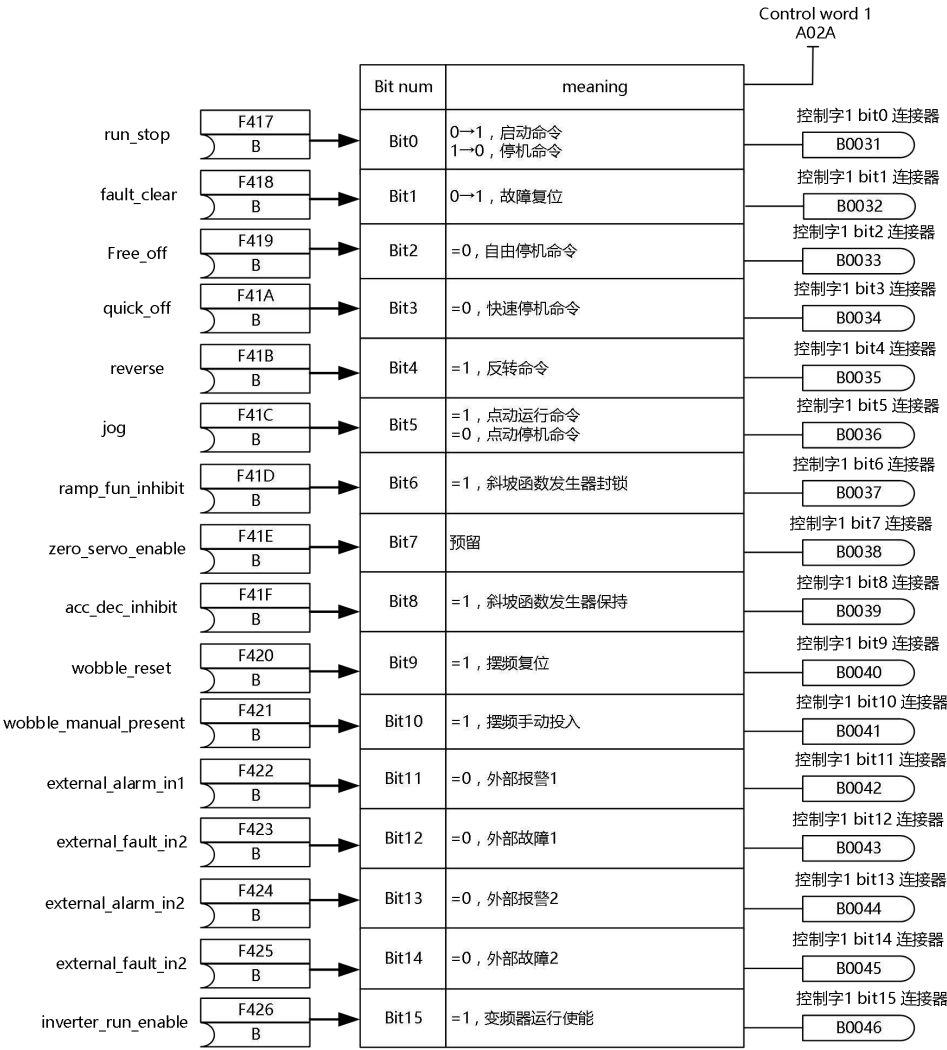 Control word 1
A02A
Bit num
meaning
run_stop
F417
B
Bit0
0→1，启动命令
1→0，停机命令
控制字1 bit0 连接器
B0031
fault_clear
F418
B
Bit1
0→1，故障复位
控制字1 bit1 连接器
B0032
Free_off
F419
B
Bit2
=0，自由停机命令
控制字1 bit2 连接器
B0033
quick_off
F41A
B
Bit3
=0，快速停机命令
控制字1 bit3 连接器
B0034
reverse
F41B
B
Bit4
=1，反转命令
控制字1 bit4 连接器
B0035
jog
F41C
B
Bit5
=1，点动运行命令
=0，点动停机命令
控制字1 bit5 连接器
B0036
ramp_fun_inhibit
F41D
B
Bit6
=1，斜坡函数发生器封锁
控制字1 bit6 连接器
B0037
zero_servo_enable
F41E
B
Bit7
预留
控制字1 bit7 连接器
B0038
acc_dec_inhibit
F41F
B
Bit8
=1，斜坡函数发生器保持
控制字1 bit8 连接器
B0039
wobble_reset
F420
B
Bit9
=1，摆频复位
控制字1 bit9 连接器
B0040
wobble_manual_present
F421
B
Bit10
=1，摆频手动投入
控制字1 bit10 连接器
B0041
external_alarm_in1
F422
B
Bit11
=0，外部报警1
控制字1 bit11 连接器
B0042
external_fault_in2
F423
B
Bit12
=0，外部故障1
控制字1 bit12 连接器
B0043
external_alarm_in2
F424
B
Bit13
=0，外部报警2
控制字1 bit13 连接器
B0044
external_fault_in2
F425
B
Bit14
=0，外部故障2
控制字1 bit14 连接器
B0045
inverter_run_enable
F426
B
Bit15
=1，变频器运行使能
控制字1 bit15 连接器
B0046